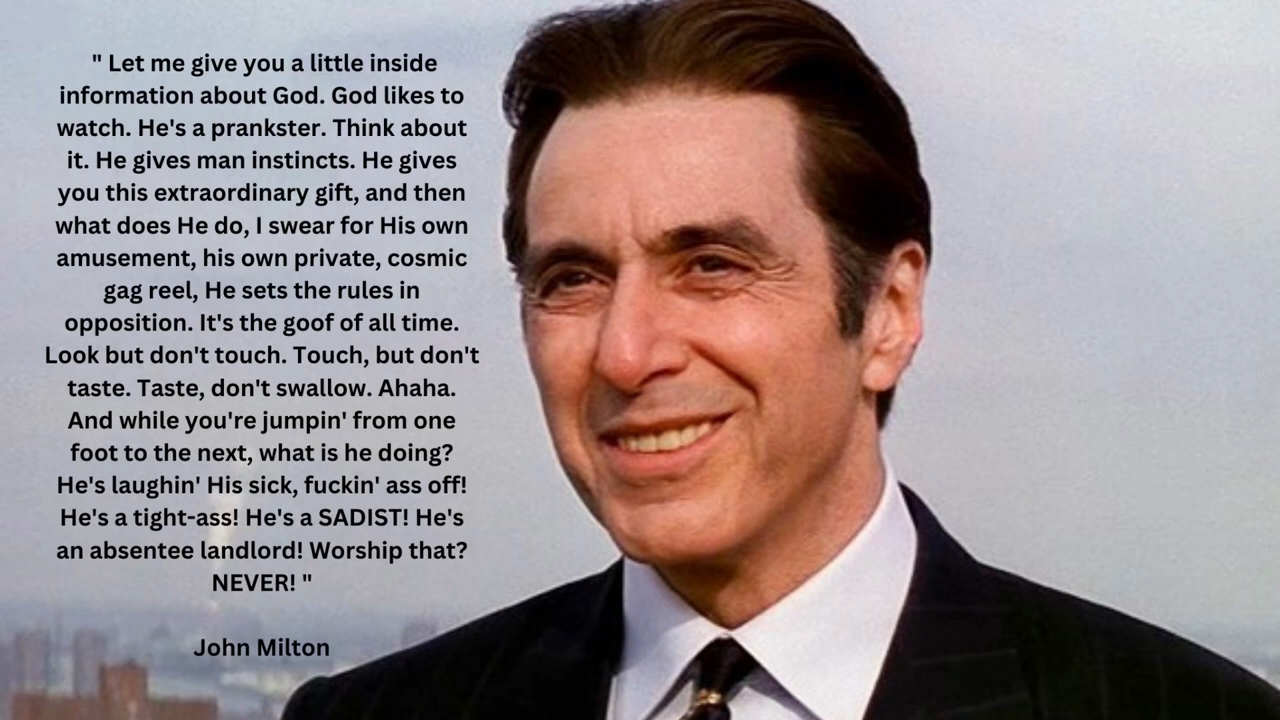 " Let me give you a little inside
information about God. God likes to
watch. He's a prankster. Think about
it. He gives man instincts. He gives
you this extraordinary gift, and then
what does He do, I swear for His own
amusement, his own private, cosmic
gag reel, He sets the rules in
opposition. It's the goof of all time.
Look but don't touch. Touch, but don't
taste. Taste, don't swallow. Ahaha.
And while you're jumpin' from one
foot to the next, what is he doing?
He's laughin' His sick, fuckin' ass off!
He's a tight-ass! He's a SADIST! He's
an absentee landlord! Worship that?
NEVER! "
John Milton